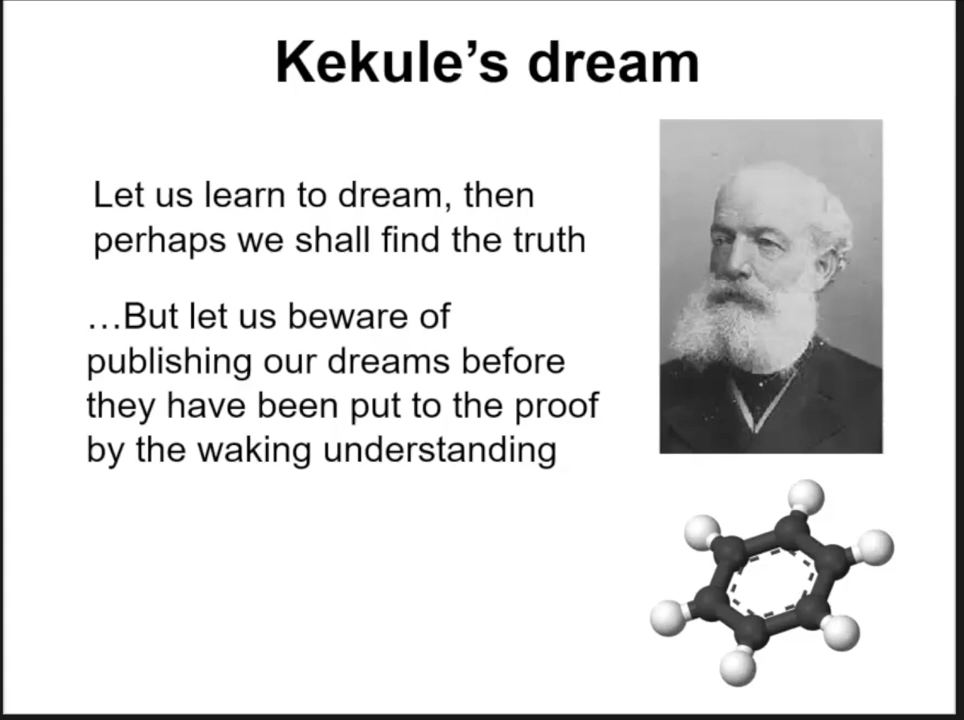 Kekule’s dream
Let us learn to dream, then
perhaps we shall find the truth
…But let us beware of
publishing our dreams before
they have been put to the proof
by the waking understanding